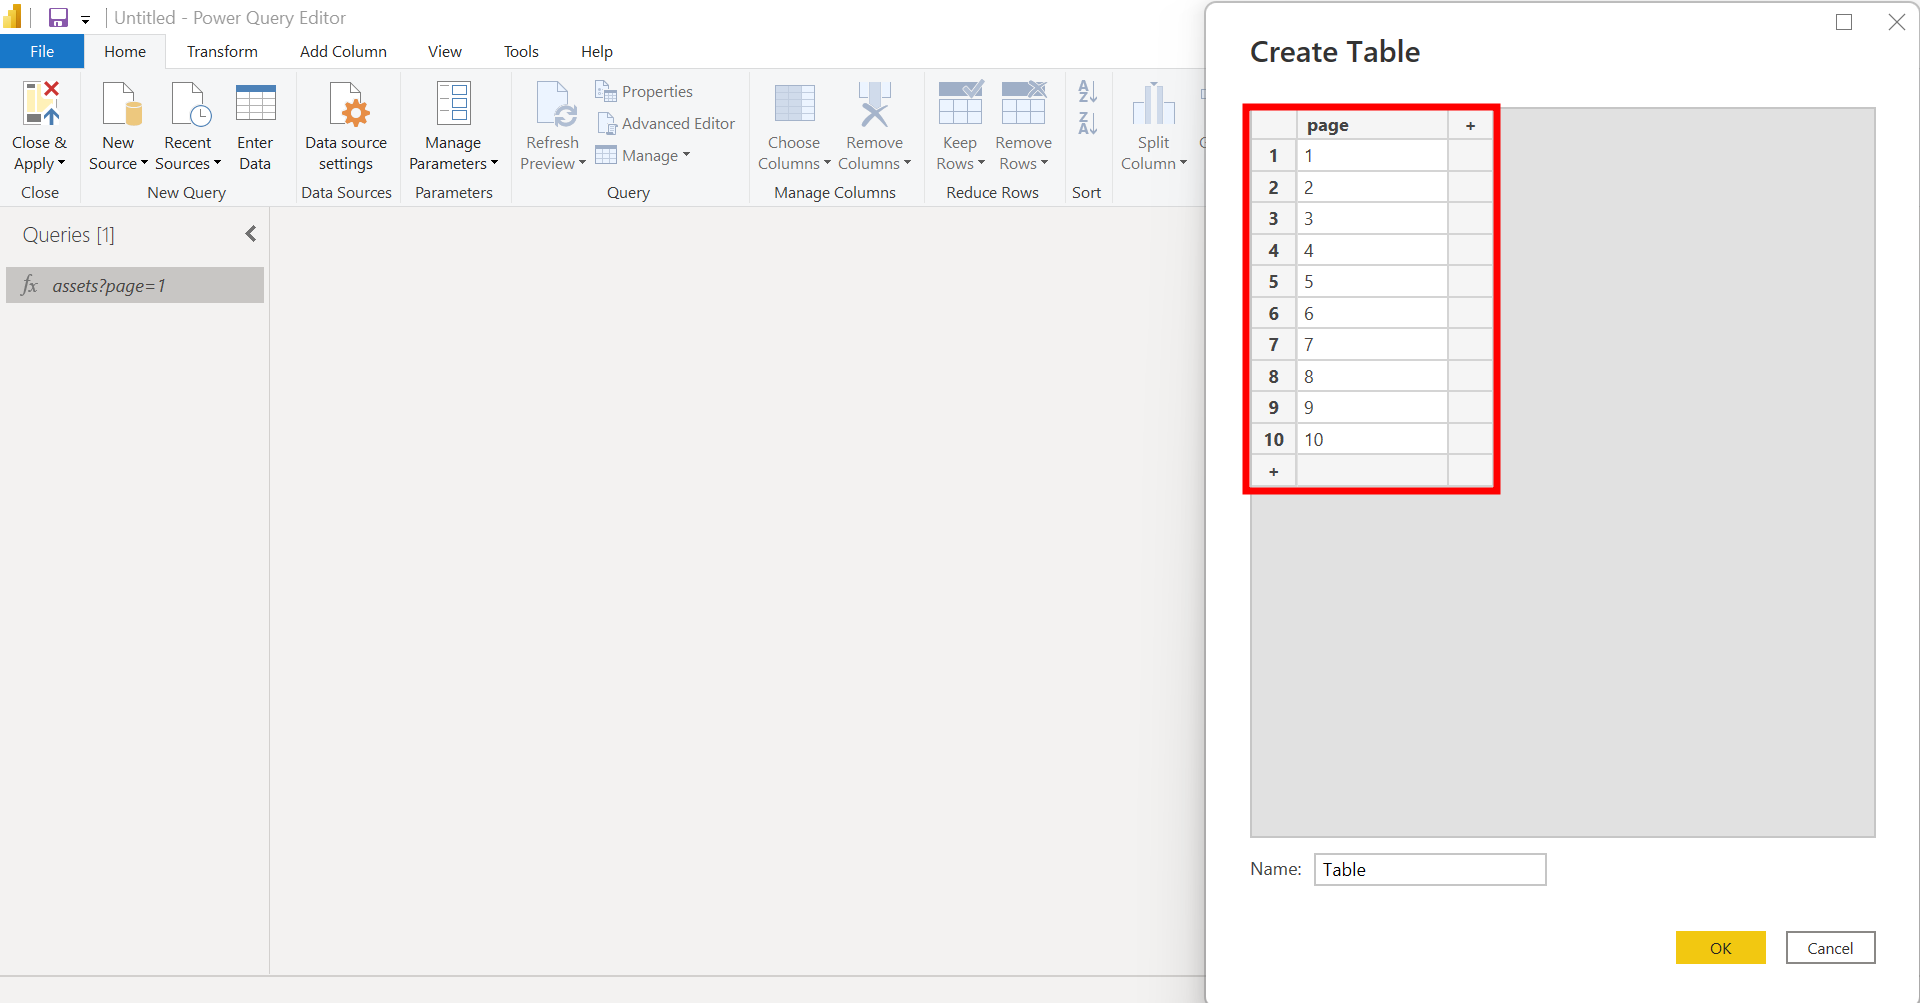 Untitled - Power Query Editor
File Home Transform Add Column View Tools Help
Close & Apply
New Source
Recent Sources
Enter Data
Data source settings
Manage Parameters
Refresh Preview
Properties
Advanced Editor
Manage
Choose Columns
Remove Columns
Keep Rows
Remove Rows
A
Z
Z
A
Split Column
Close
New Query
Data Sources
Parameters
Query
Manage Columns
Reduce Rows
Sort
Queries [1]
fx assets?page=1
Create Table
page +
1 1
2 2
3 3
4 4
5 5
6 6
7 7
8 8
9 9
10 10
+
Name: Table
OK Cancel